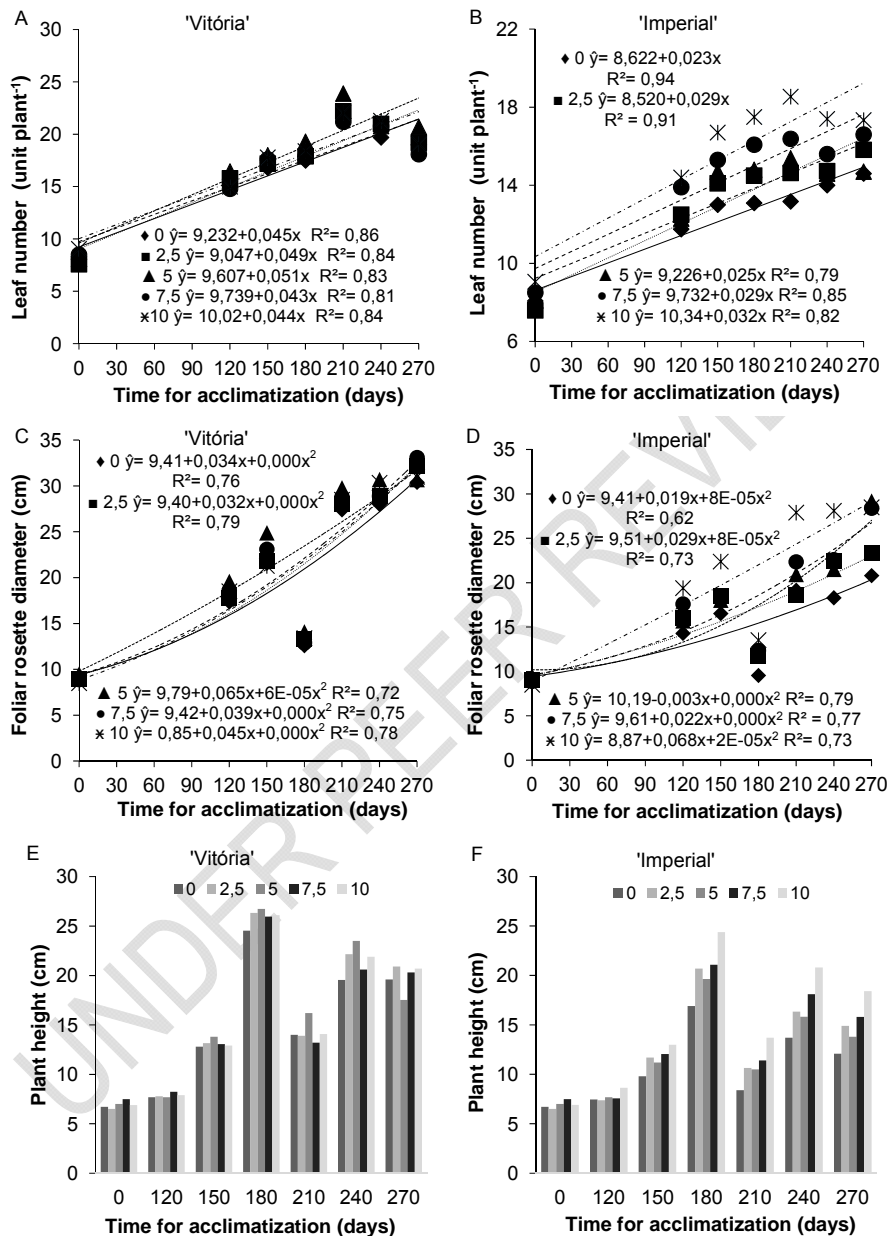 A
'Vitória'
Leaf number (unit plant⁻¹)
30
25
20
15
10
5
0
♦ 0 ŷ= 9,232+0,045x R²= 0,86
■ 2,5 ŷ= 9,047+0,049x R²= 0,84
▲ 5 ŷ= 9,607+0,051x R²= 0,83
● 7,5 ŷ= 9,739+0,043x R²= 0,81
10 ŷ= 10,02+0,044x R²= 0,84
0 30 60 90 120 150 180 210 240 270
Time for acclimatization (days)
B
'Imperial'
Leaf number (unit plant⁻¹)
22
18
14
10
6
♦ 0 ŷ= 8,622+0,023x
R²= 0,94
■ 2,5 ŷ= 8,520+0,029x
R²= 0,91
▲ 5 ŷ= 9,226+0,025x R²= 0,79
● 7,5 ŷ= 9,732+0,029x R²= 0,85
10 ŷ= 10,34+0,032x R²= 0,82
0 30 60 90 120 150 180 210 240 270
Time for acclimatization (days)
C
'Vitória'
Foliar rosette diameter (cm)
35
30
25
20
15
10
5
0
♦ 0 ŷ= 9,41+0,034x+0,000x²
R²= 0,76
■ 2,5 ŷ= 9,40+0,032x+0,000x²
R²= 0,79
▲ 5 ŷ= 9,79+0,065x+6E-05x² R²= 0,72
● 7,5 ŷ= 9,42+0,039x+0,000x² R²= 0,75
10 ŷ= 0,85+0,045x+0,000x² R²= 0,78
0 30 60 90 120 150 180 210 240 270
Time for acclimatization (days)
D
'Imperial'
Foliar rosette diameter (cm)
35
30
25
20
15
10
5
0
♦ 0 ŷ= 9,41+0,019x+8E-05x²
R²= 0,62
■ 2,5 ŷ= 9,51+0,029x+8E-05x²
R²= 0,73
▲ 5 ŷ= 10,19-0,003x+0,000x² R²= 0,79
● 7,5 ŷ= 9,61+0,022x+0,000x² R²= 0,77
10 ŷ= 8,87+0,068x+2E-05x² R²= 0,73
0 30 60 90 120 150 180 210 240 270
Time for acclimatization (days)
E
'Vitória'
Plant height (cm)
30
25
20
15
10
5
0
0 2,5 5 7,5 10
0 120 150 180 210 240 270
Time for acclimatization (days)
F
'Imperial'
Plant height (cm)
30
25
20
15
10
5
0
0 2,5 5 7,5 10
0 120 150 180 210 240 270
Time for acclimatization (days)
UNDER PEER REVIE